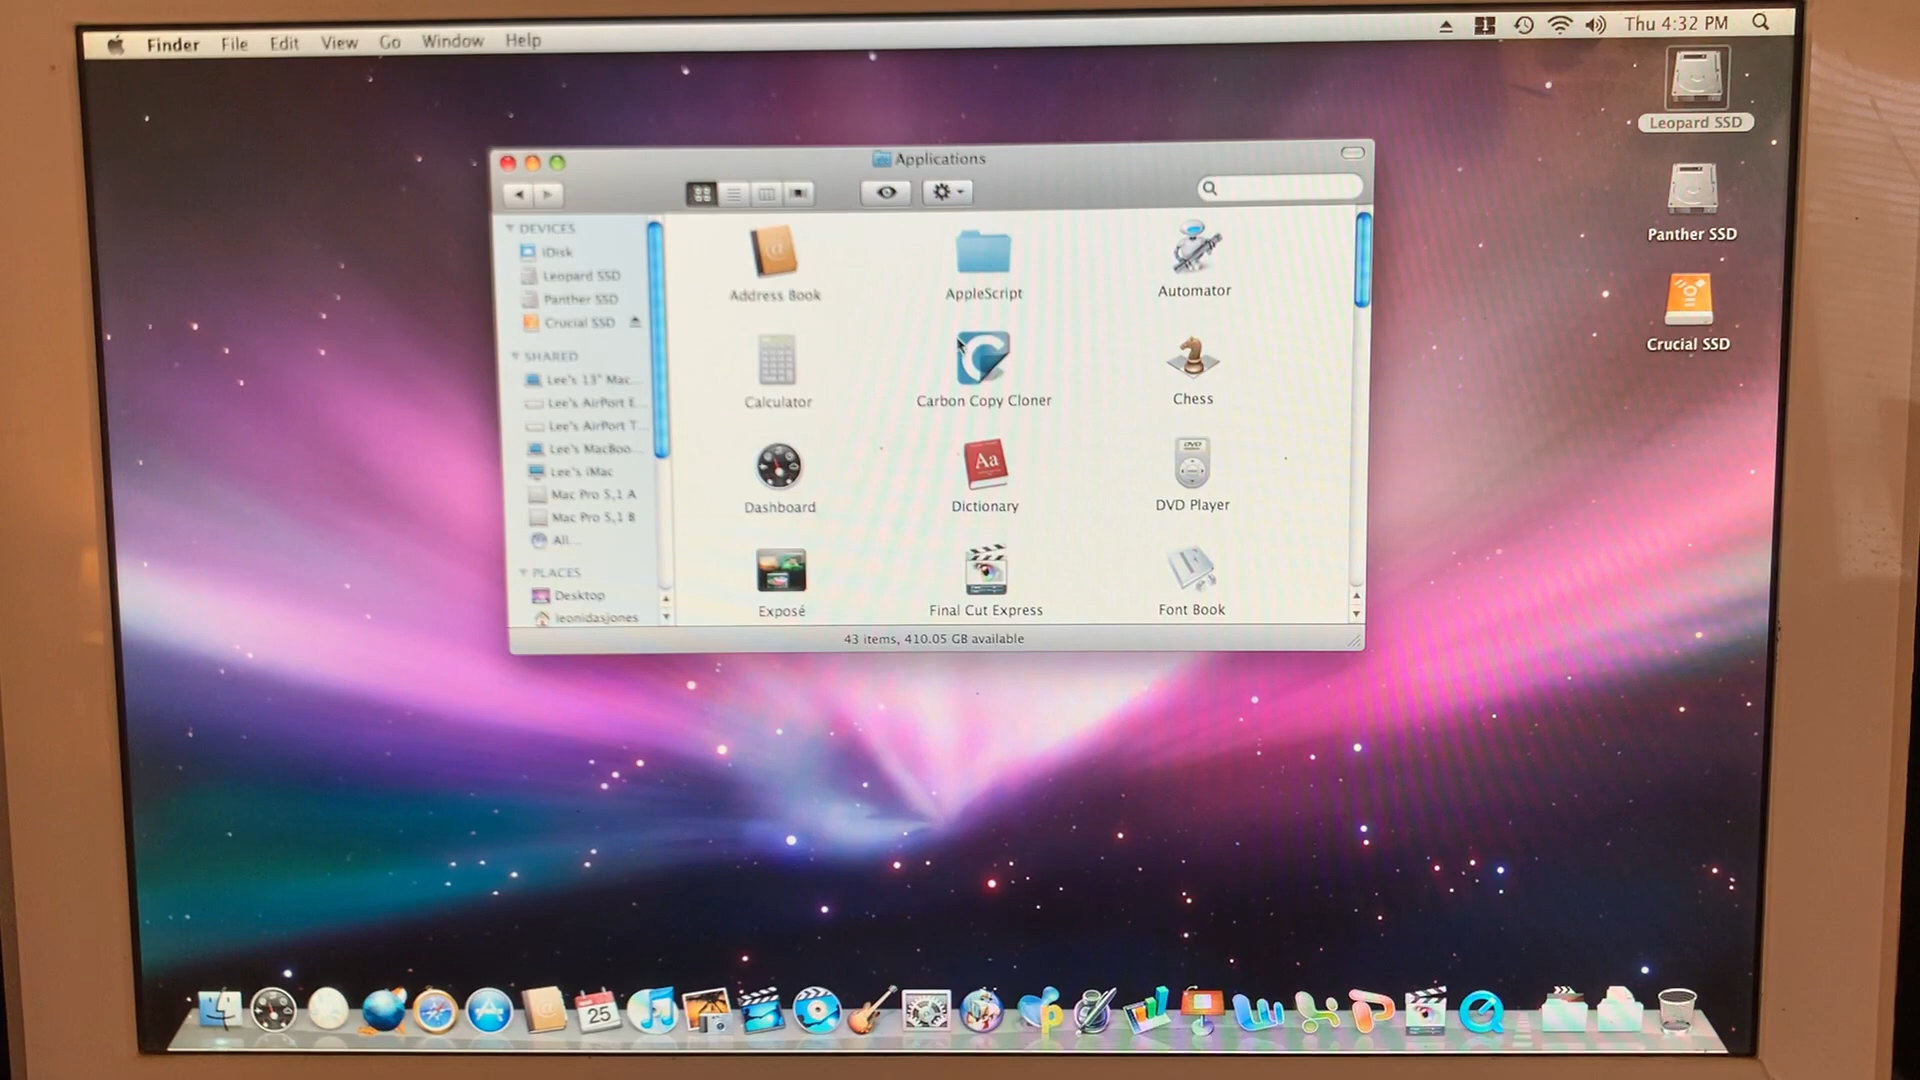 Finder File Edit View Go Window Help
Thu 4:32 PM
Leopard SSD
Panther SSD
Crucial SSD
Applications
DEVICES
iDisk
Leopard SSD
Panther SSD
Crucial SSD
SHARED
Lee's 13" Mac...
Lee's AirPort E...
Lee's AirPort T...
Lee's MacBoo...
Lee's iMac
Mac Pro 5,1 A
Mac Pro 5,1 B
All...
PLACES
Desktop
leonidasjones
Address Book
AppleScript
Automator
Calculator
Carbon Copy Cloner
Chess
Dashboard
Aa
Dictionary
DVD
DVD Player
Exposé
Final Cut Express
Font Book
43 items, 410.05 GB available
25